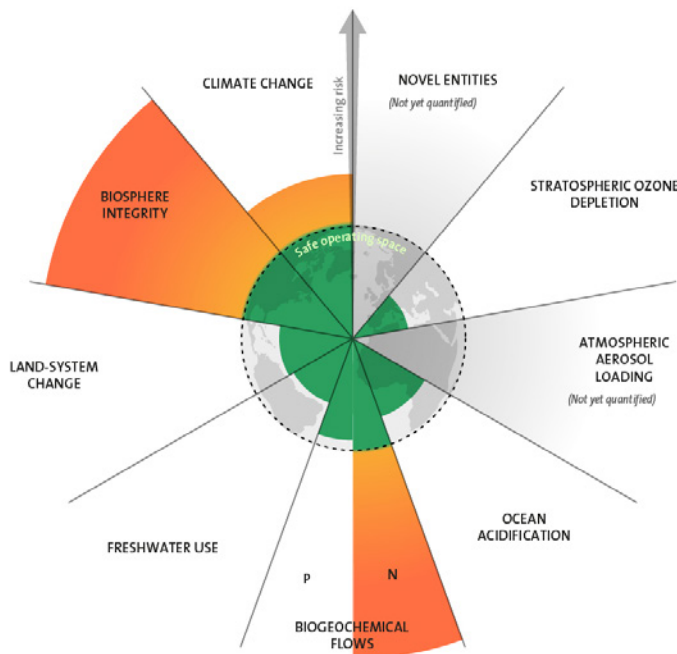 CLIMATE CHANGE
Increasing risk
NOVEL ENTITIES
(Not yet quantified)
STRATOSPHERIC OZONE
DEPLETION
BIOSPHERE
INTEGRITY
Safe operating space
LAND-SYSTEM
CHANGE
ATMOSPHERIC
AEROSOL
LOADING
(Not yet quantified)
OCEAN
ACIDIFICATION
FRESHWATER USE
P
N
BIOGEOCHEMICAL
FLOWS